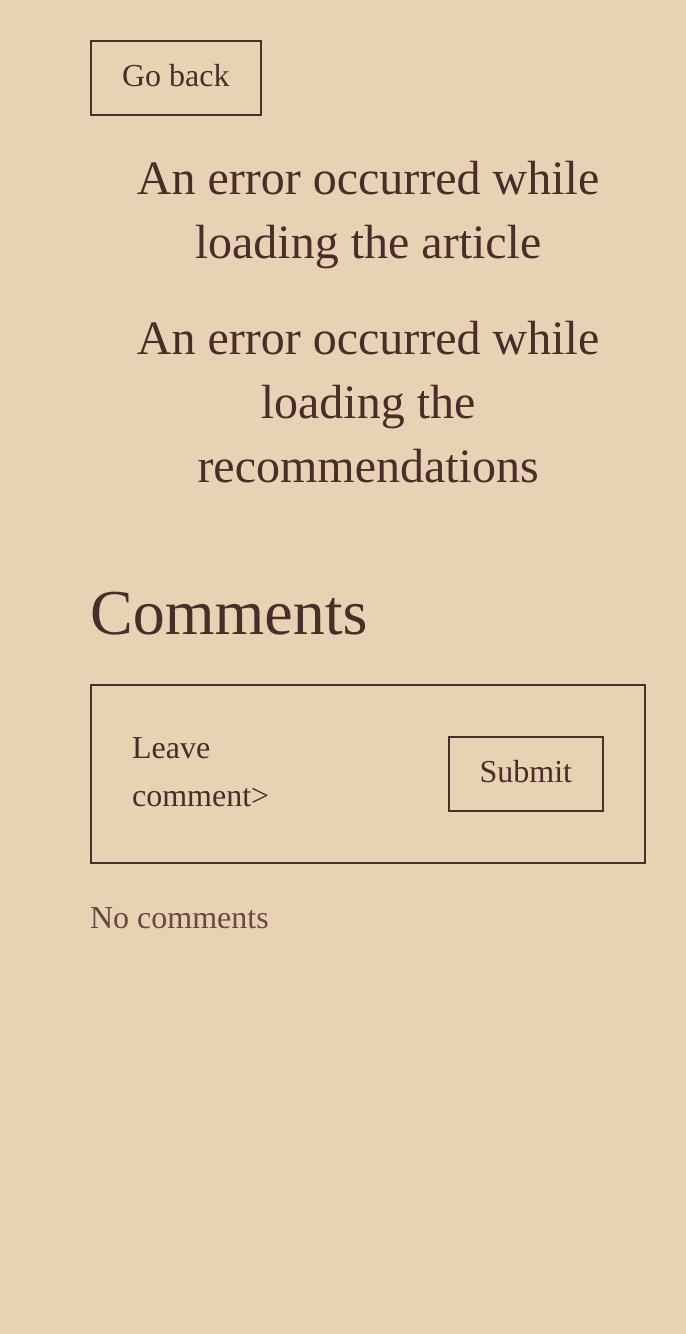 Go back
An error occurred while
loading the article
An error occurred while
loading the
recommendations
Comments
Leave
comment>
Submit
No comments